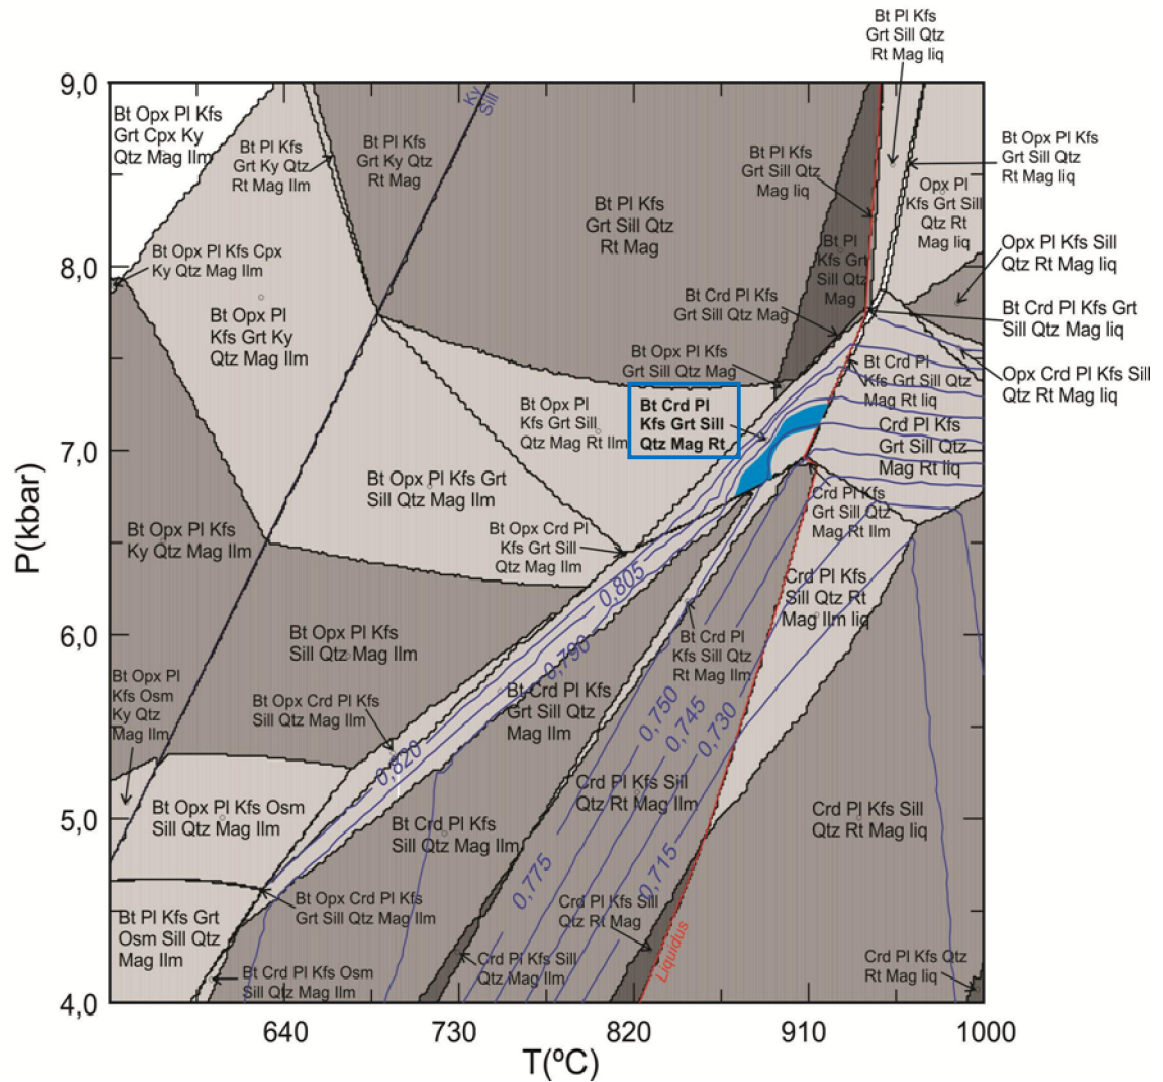 Bt Pl Kfs
Grt Sill Qtz
Rt Mag liq
9,0
Bt Opx Pl Kfs
Grt Cpx Ky
Qtz Mag Ilm
Bt Pl Kfs
Grt Ky Qtz
Rt Mag Ilm
Bt Pl Kfs
Grt Ky Qtz
Rt Mag
Ky
Sill
Bt Pl Kfs
Grt Sill Qtz
Rt Mag
Bt Pl Kfs
Grt Sill Qtz
Mag liq
Bt Opx Pl Kfs
Grt Sill Qtz
Rt Mag liq
Opx Pl
Kfs Grt Sill
Qtz Rt
Mag liq
Opx Pl Kfs Sill
Qtz Rt Mag liq
Bt Pl
Kfs Grt
Sill Qtz
Mag
8,0
Bt Opx Pl Kfs Cpx
Ky Qtz Mag Ilm
Bt Opx Pl
Kfs Grt Ky
Qtz Mag Ilm
Bt Crd Pl Kfs
Grt Sill Qtz Mag
Bt Crd Pl Kfs Grt
Sill Qtz Mag liq
Bt Opx Pl Kfs
Grt Sill Qtz Mag
Bt Crd Pl
Kfs Grt Sill Qtz
Mag Rt liq
Opx Crd Pl Kfs Sill
Qtz Rt Mag liq
Bt Opx Pl
Kfs Grt Sill
Qtz Mag Rt Ilm
Bt Crd Pl
Kfs Grt Sill
Qtz Mag Rt
Crd Pl Kfs
Grt Sill Qtz
Mag Rt liq
7,0
Bt Opx Pl Kfs Grt
Sill Qtz Mag Ilm
Crd Pl Kfs
Grt Sill Qtz
Mag Rt Ilm
Bt Opx Pl Kfs
Ky Qtz Mag Ilm
Bt Opx Crd Pl
Kfs Grt Sill
Qtz Mag Ilm
P(kbar)
0,805
Crd Pl Kfs
Sill Qtz Rt
Mag Ilm liq
6,0
Bt Opx Pl Kfs
Sill Qtz Mag Ilm
0,790
Bt Crd Pl
Kfs Sill Qtz
Rt Mag Ilm
Bt Opx Pl
Kfs Osm
Ky Qtz
Mag Ilm
Bt Opx Crd Pl Kfs
Sill Qtz Mag Ilm
Bt Crd Pl Kfs
Grt Sill Qtz
Mag Ilm
0,750
0,745
0,730
0,820
Crd Pl Kfs Sill
Qtz Rt Mag Ilm
5,0
Bt Opx Pl Kfs Osm
Sill Qtz Mag Ilm
Bt Crd Pl Kfs
Sill Qtz Mag Ilm
Crd Pl Kfs Sill
Qtz Rt Mag liq
0,775
0,715
Bt Opx Crd Pl Kfs
Grt Sill Qtz Mag Ilm
Crd Pl Kfs Sill
Qtz Rt Mag
Bt Pl Kfs Grt
Osm Sill Qtz
Mag Ilm
Liquidus
Bt Crd Pl Kfs Osm
Sill Qtz Mag Ilm
Crd Pl Kfs Sill
Qtz Mag Ilm
Crd Pl Kfs Qtz
Rt Mag liq
4,0
640
730
820
910
1000
T(ºC)